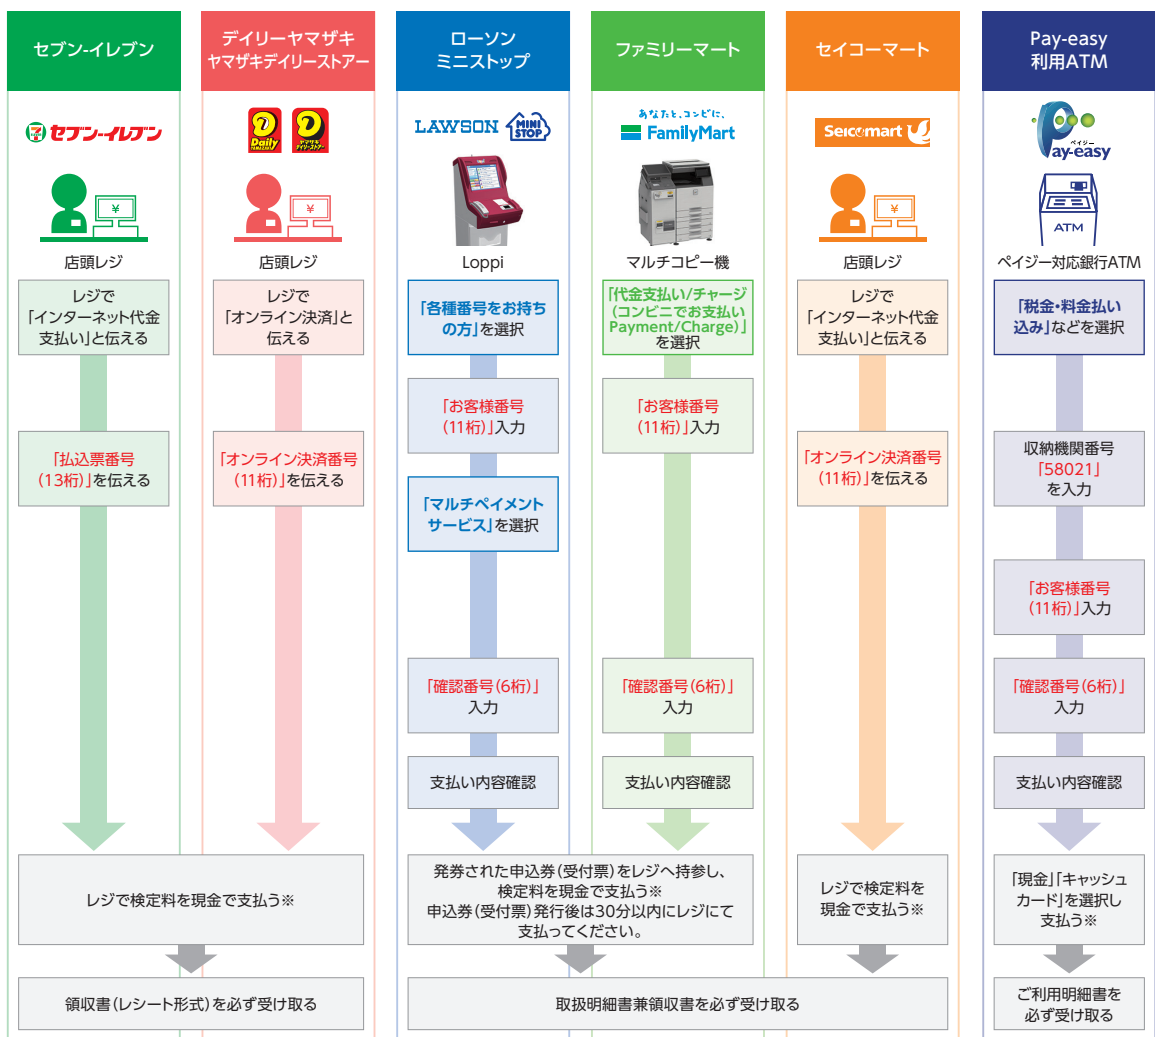 セブン-イレブン
デイリーヤマザキ
ヤマザキデイリーストアー
ローソン
ミニストップ
ファミリーマート
セイコーマート
Pay-easy
利用ATM
7
セブン-イレブン
Daily
YAMAZAKI
ヤマザキ
デイリーストアー
LAWSON
MINI
STOP
あなたと、コンビに、
FamilyMart
Seicomart
ペイジー
Pay-easy
¥
¥
¥
ATM
店頭レジ
店頭レジ
Loppi
マルチコピー機
店頭レジ
ペイジー対応銀行ATM
レジで
「インターネット代金
支払い」と伝える
レジで
「オンライン決済」と
伝える
「各種番号をお持ち
の方」を選択
「代金支払い/チャージ
(コンビニでお支払い
Payment/Charge)」
を選択
レジで
「インターネット代金
支払い」と伝える
「税金・料金払い
込み」などを選択
「お客様番号
(11桁)」入力
「お客様番号
(11桁)」入力
「払込票番号
(13桁)」を伝える
「オンライン決済番号
(11桁)」を伝える
「オンライン決済番号
(11桁)」を伝える
収納機関番号
「58021」
を入力
「マルチペイメント
サービス」を選択
「お客様番号
(11桁)」入力
「確認番号(6桁)」
入力
「確認番号(6桁)」
入力
「確認番号(6桁)」
入力
支払い内容確認
支払い内容確認
支払い内容確認
レジで検定料を現金で支払う※
発券された申込券(受付票)をレジへ持参し、
検定料を現金で支払う※
申込券(受付票)発行後は30分以内にレジにて
支払ってください。
レジで検定料を
現金で支払う※
「現金」「キャッシュ
カード」を選択し
支払う※
領収書(レシート形式)を必ず受け取る
取扱明細書兼領収書を必ず受け取る
ご利用明細書を
必ず受け取る